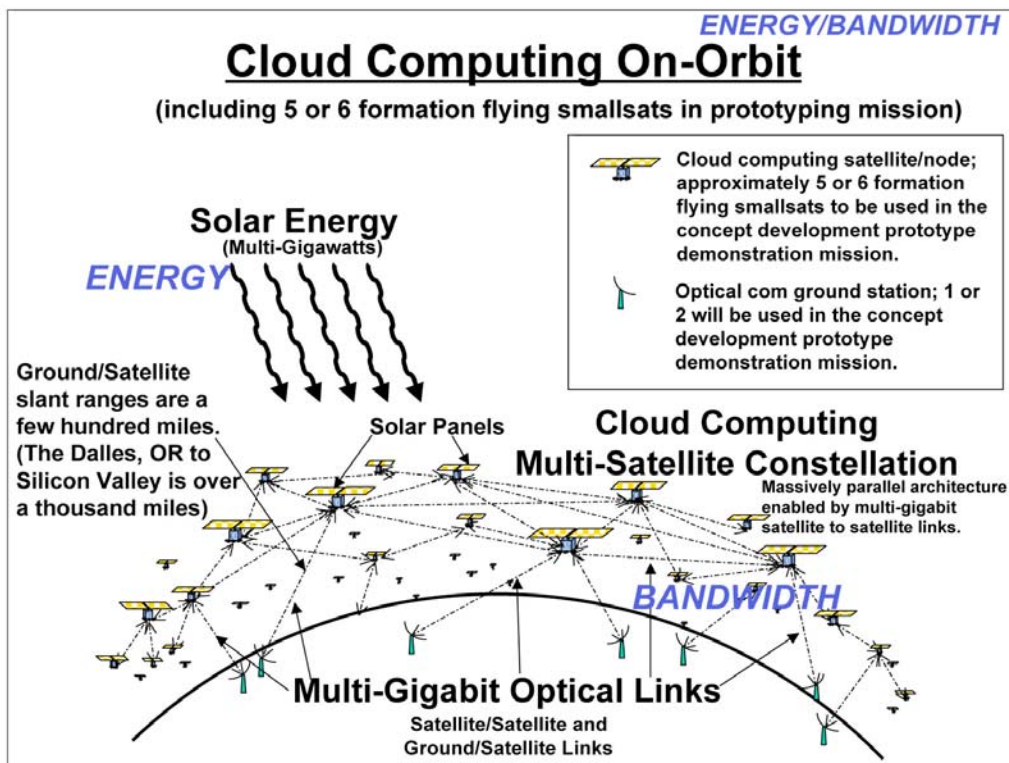 ENERGY/BANDWIDTH
Cloud Computing On-Orbit
(including 5 or 6 formation flying smallsats in prototyping mission)
Cloud computing satellite/node;
approximately 5 or 6 formation
flying smallsats to be used in the
concept development prototype
demonstration mission.
Optical com ground station; 1 or
2 will be used in the concept
development prototype
demonstration mission.
Solar Energy
(Multi-Gigawatts)
ENERGY
Ground/Satellite
slant ranges are a
few hundred miles.
(The Dalles, OR to
Silicon Valley is over
a thousand miles)
Solar Panels
Cloud Computing
Multi-Satellite Constellation
Massively parallel architecture
enabled by multi-gigabit
satellite to satellite links.
BANDWIDTH
Multi-Gigabit Optical Links
Satellite/Satellite and
Ground/Satellite Links